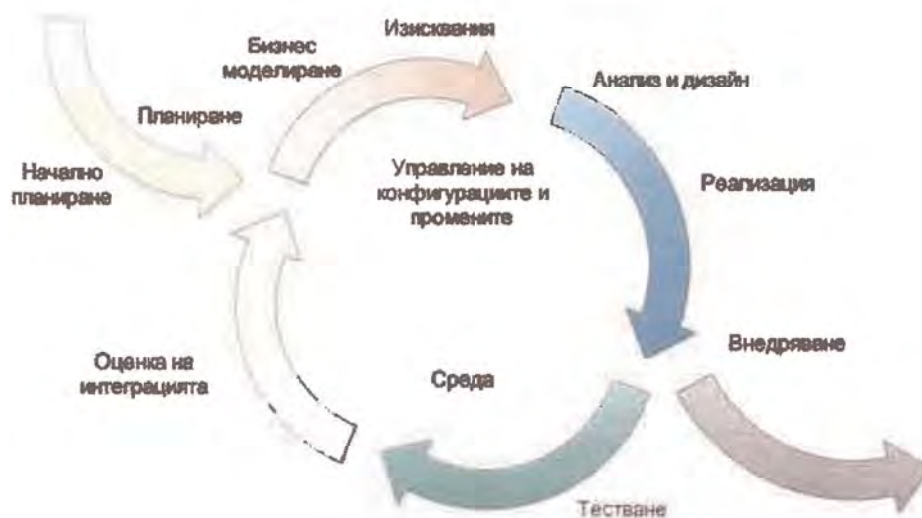 Изисквания
Бизнес
моделиране
Анализ и дизайн
Планиране
Начално
планиране
Управление на
конфигурациите и
промените
Реализация
Внедряване
Оценка на
интеграцията
Среда
Тестване